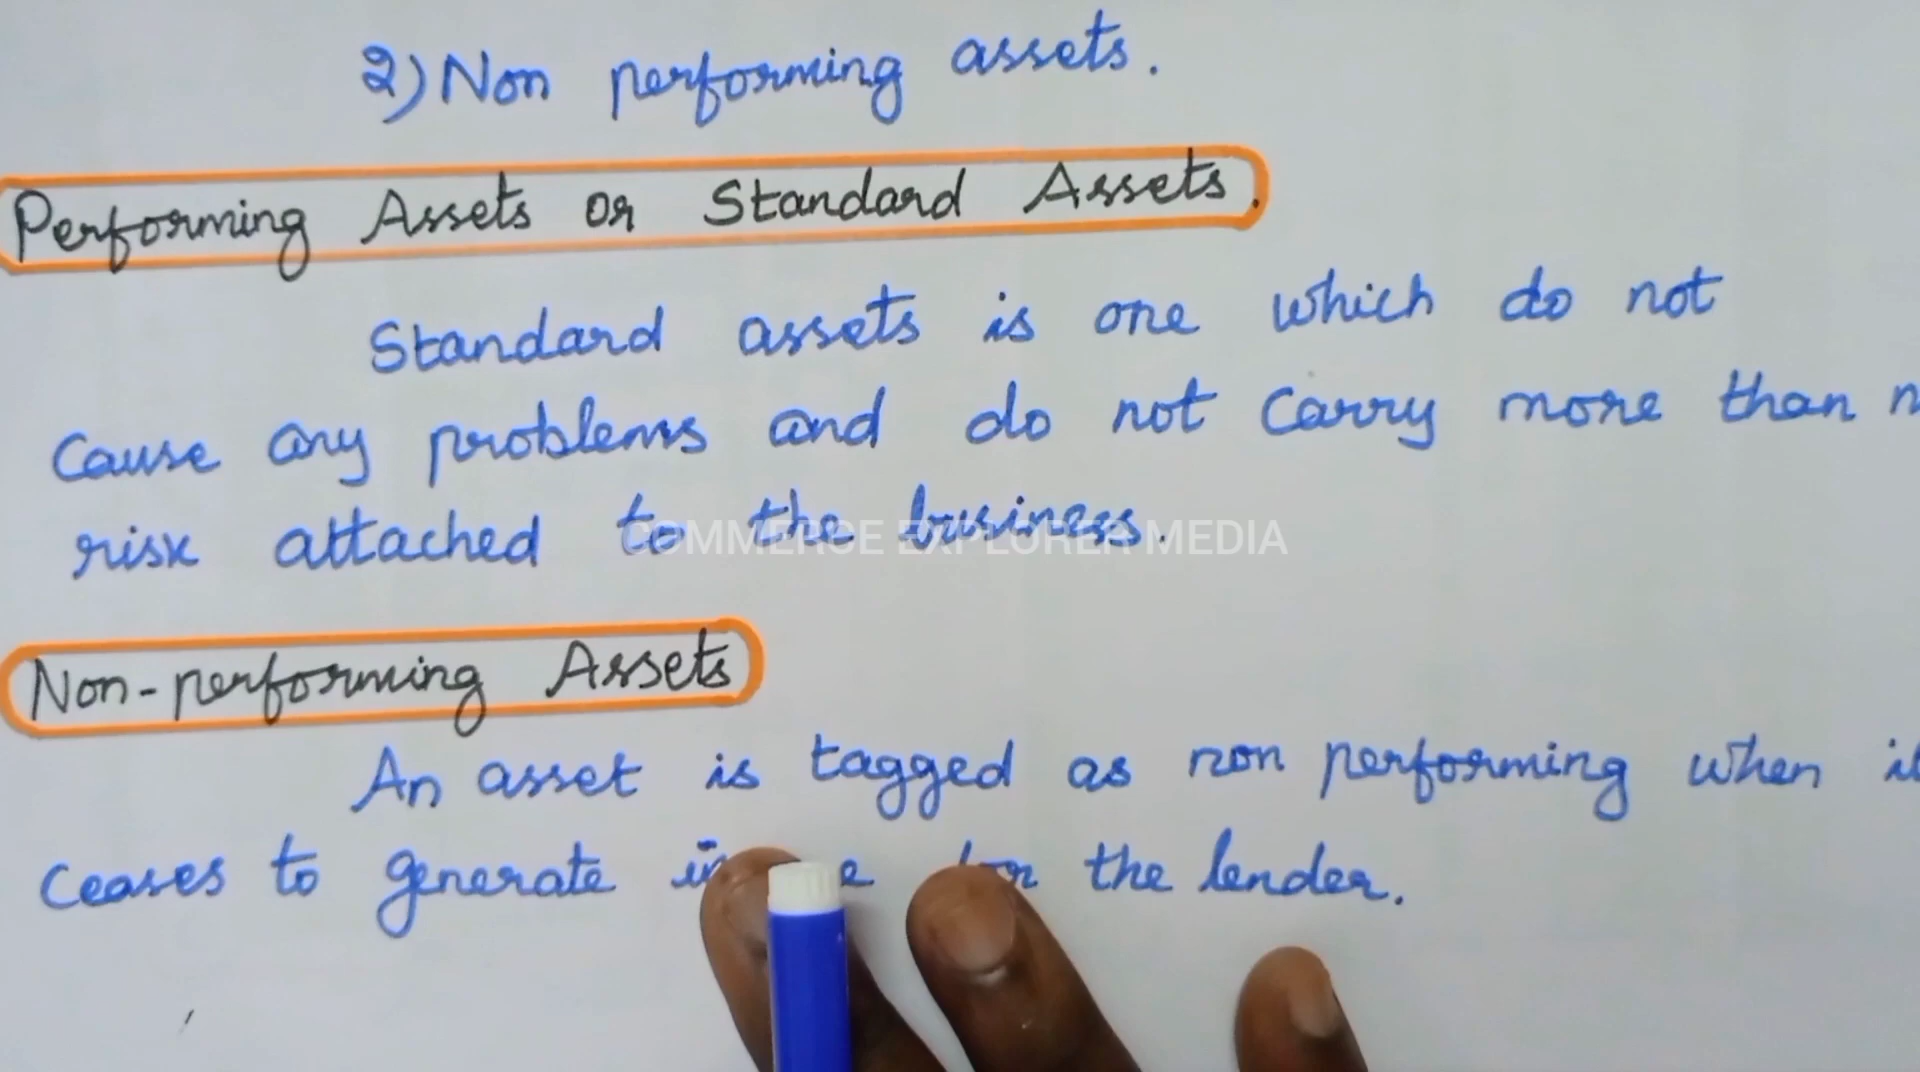 2) Non performing assets.
Performing Assets or Standard Assets.
Standard assets is one which do not
cause any problems and do not carry more than
risk attached to the business.
COMMERCE EXPLORER MEDIA
Non-performing Assets
An asset is tagged as non performing when
ceases to generate for the lender.